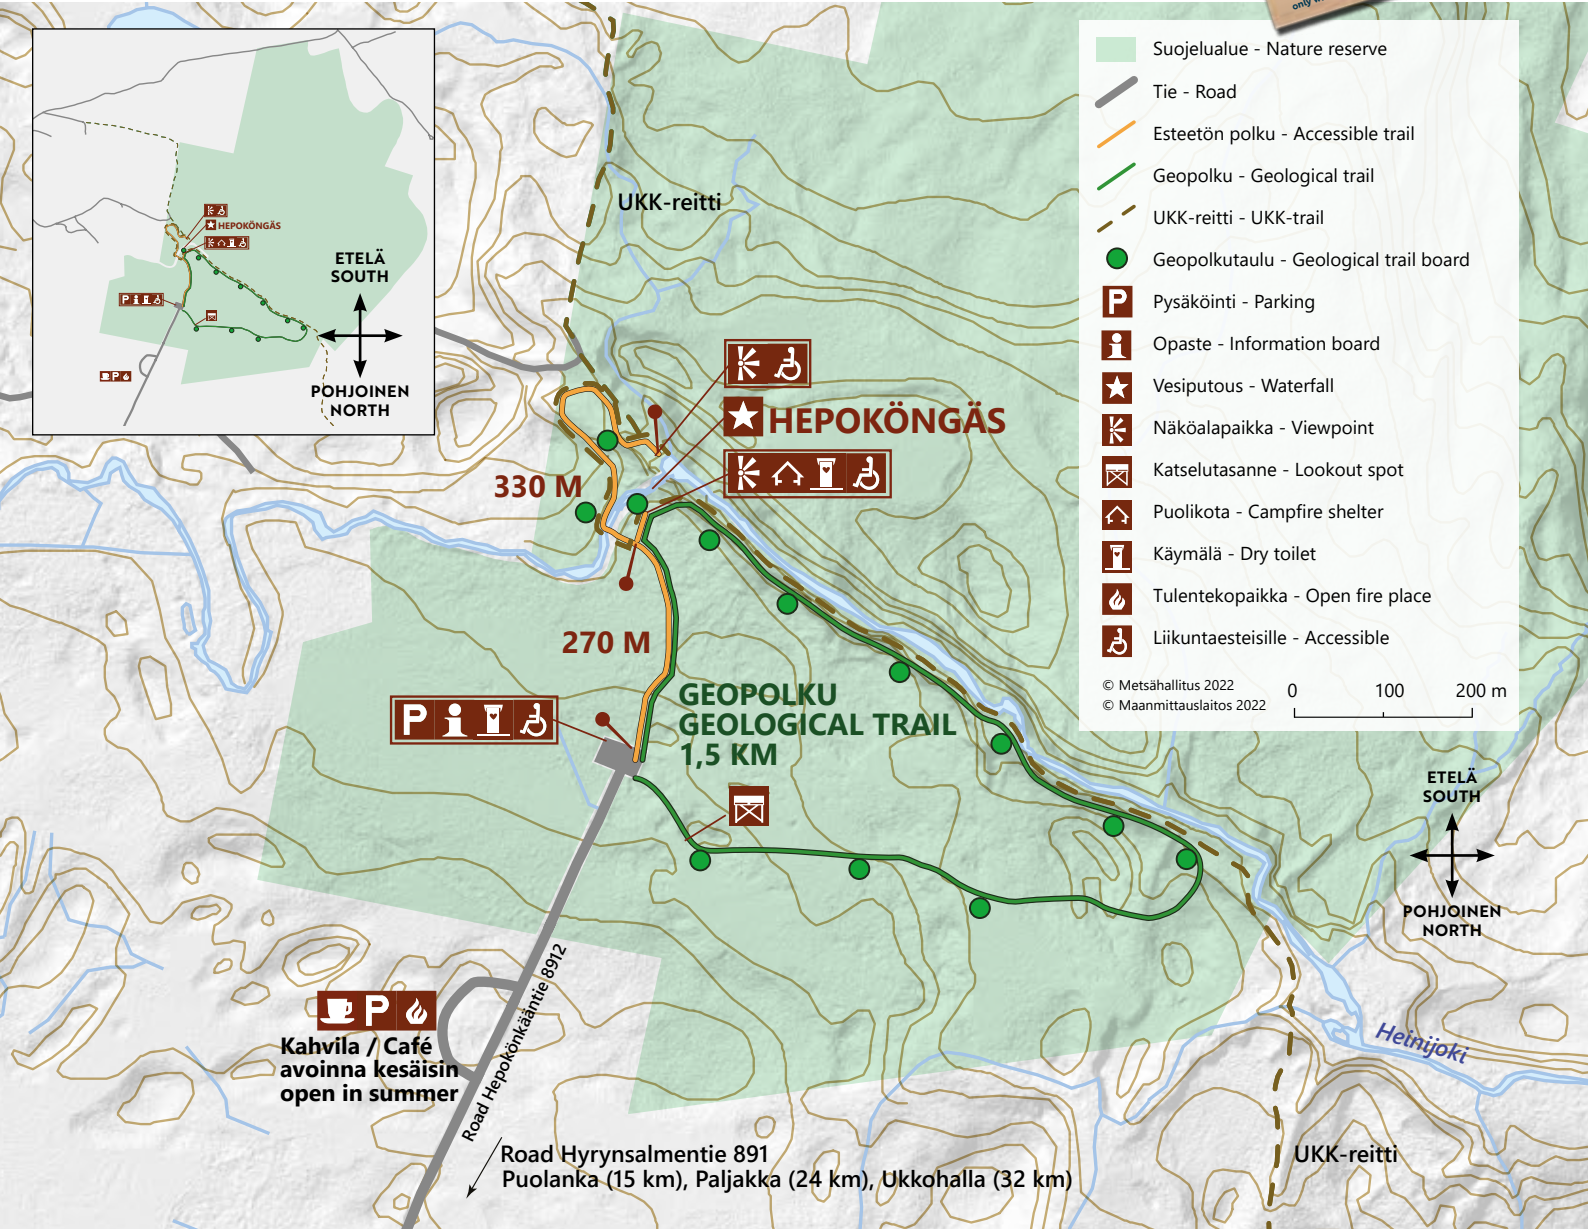 only
HEPOKÖNGÄS
ETELÄ
SOUTH
POHJOINEN
NORTH
P
P
UKK-reitti
HEPOKÖNGÄS
330 M
270 M
P
GEOPOLKU
GEOLOGICAL TRAIL
1,5 KM
P
Kahvila / Café
avoinna kesäisin
open in summer
Road Hepokönkääntie 8912
Road Hyrynsalmentie 891
Puolanka (15 km), Paljakka (24 km), Ukkohalla (32 km)
Suojelualue - Nature reserve
Tie - Road
Esteetön polku - Accessible trail
Geopolku - Geological trail
UKK-reitti - UKK-trail
Geopolkutaulu - Geological trail board
P Pysäköinti - Parking
Opaste - Information board
Vesiputous - Waterfall
Näköalapaikka - Viewpoint
Katselutasanne - Lookout spot
Puolikota - Campfire shelter
Käymälä - Dry toilet
Tulentekopaikka - Open fire place
Liikuntaesteisille - Accessible
© Metsähallitus 2022
© Maanmittauslaitos 2022
0 100 200 m
ETELÄ
SOUTH
POHJOINEN
NORTH
Heinijoki
UKK-reitti